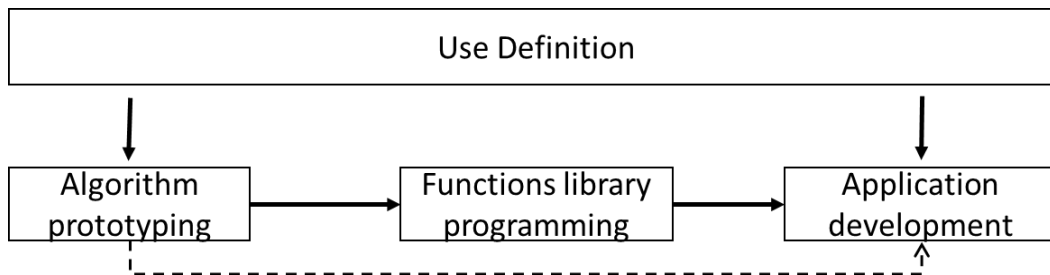 Use Definition
Algorithm
prototyping
Functions library
programming
Application
development